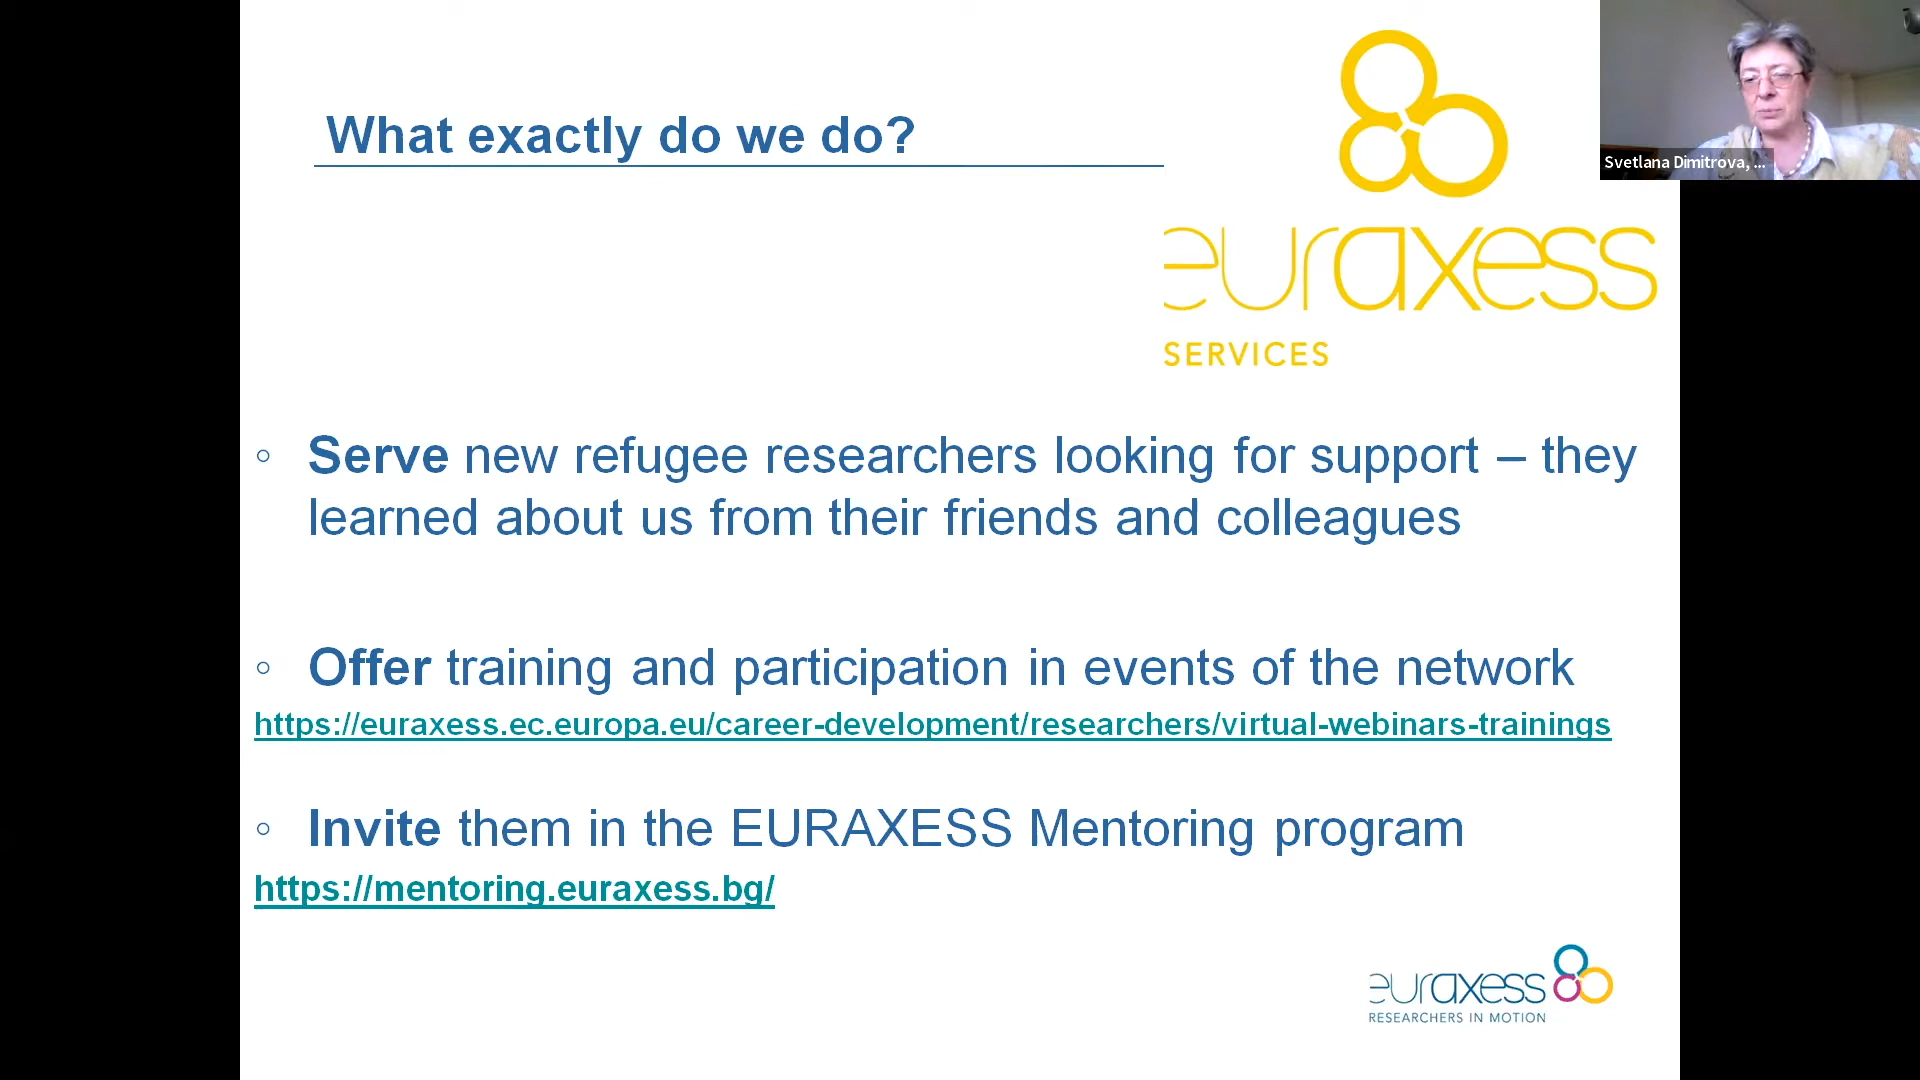 What exactly do we do?
euraxess
SERVICES
Svetlana Dimitrova, ...
◦ Serve new refugee researchers looking for support – they
learned about us from their friends and colleagues
◦ Offer training and participation in events of the network
https://euraxess.ec.europa.eu/career-development/researchers/virtual-webinars-trainings
◦ Invite them in the EURAXESS Mentoring program
https://mentoring.euraxess.bg/
euraxess
RESEARCHERS IN MOTION